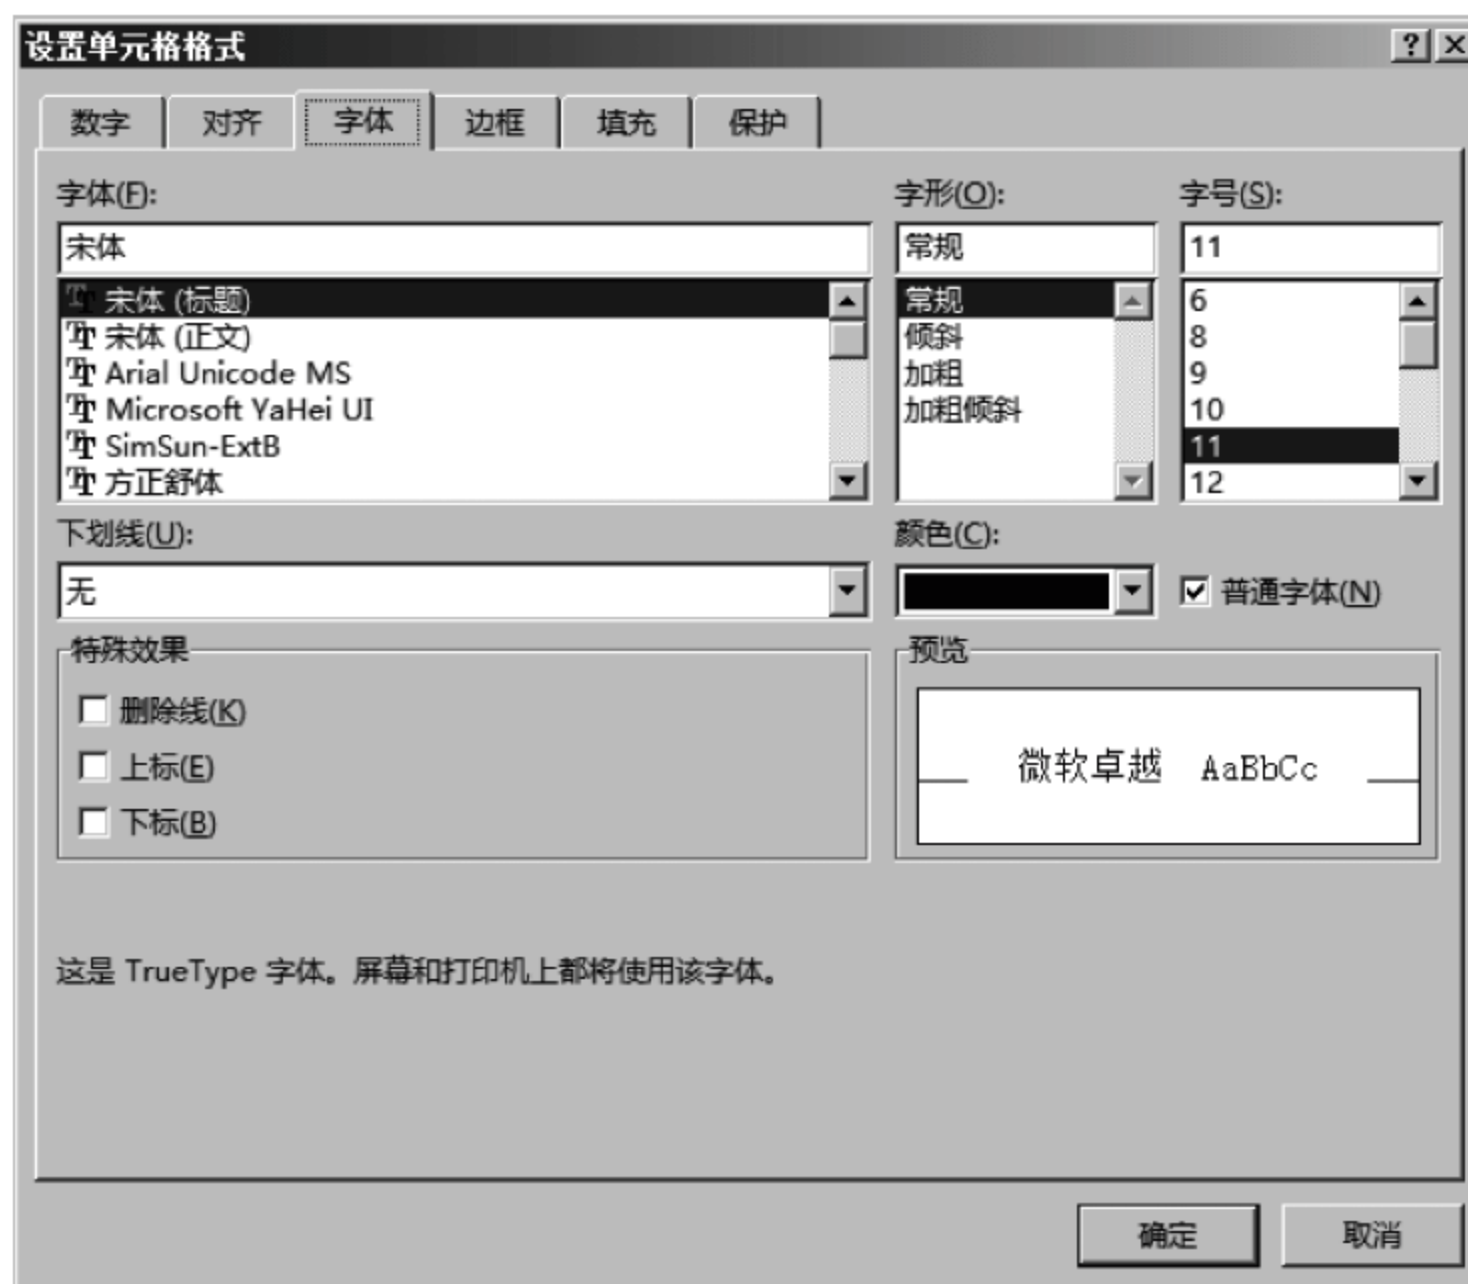 设置单元格格式
数字 对齐 字体 边框 填充 保护
字体(F): 字形(O): 字号(S):
宋体 常规 11
宋体 (标题) 常规 6
宋体 (正文) 倾斜 8
Arial Unicode MS 加粗 9
Microsoft YaHei UI 加粗倾斜 10
SimSun-ExtB 11
方正舒体 12
下划线(U): 颜色(C):
无 普通字体(N)
特殊效果 预览
删除线(K)
上标(E) 微软卓越 AaBbCc
下标(B)
这是 TrueType 字体。屏幕和打印机上都将使用该字体。
确定 取消